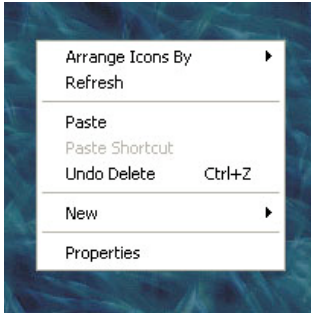 Arrange Icons By
Refresh
Paste
Paste Shortcut
Undo Delete Ctrl+Z
New
Properties